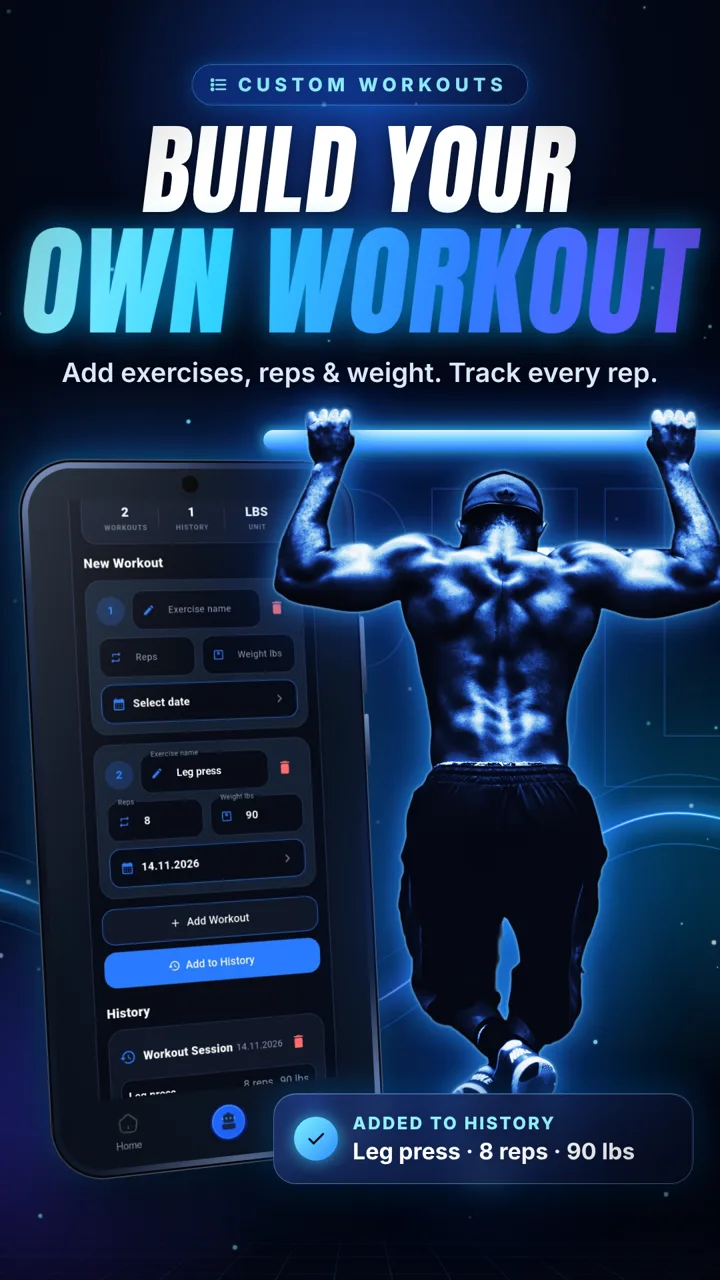 CUSTOM WORKOUTS
BUILD YOUR
OWN WORKOUT
Add exercises, reps & weight. Track every rep.
2 1 LBS
WORKOUTS HISTORY UNIT
New Workout
1 Exercise name
Reps Weight lbs
Select date
Exercise name
2 Leg press
Reps Weight lbs
8 90
14.11.2026
+ Add Workout
Add to History
History
Workout Session 14.11.2026
Leg press 8 reps 90 lbs
Home
ADDED TO HISTORY
Leg press · 8 reps · 90 lbs